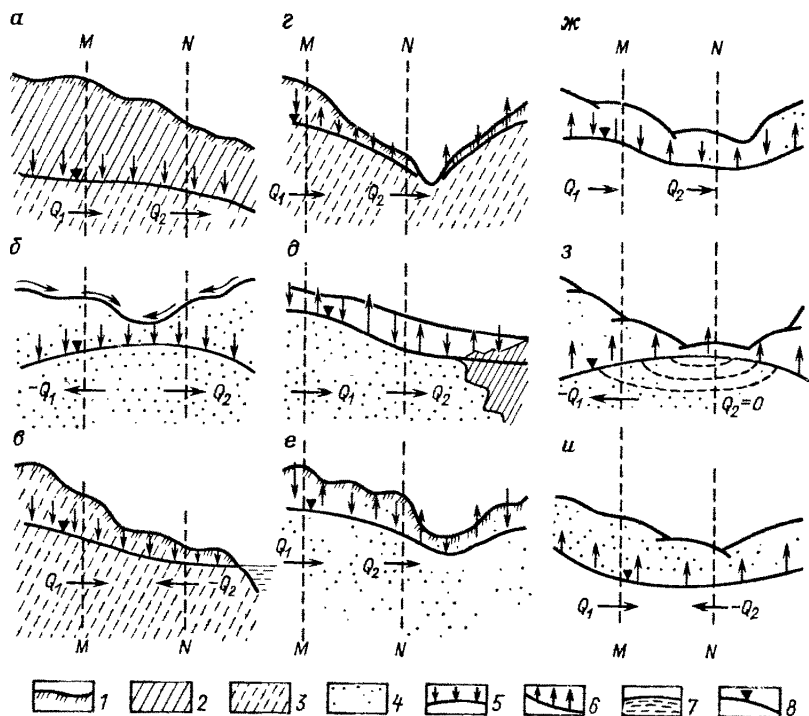 а
M N
Q₁ Q₂
б
-Q₁ Q₂
в
Q₁ -Q₂
M N
г
M N
Q₁ Q₂
д
Q₁ Q₂
е
Q₁ Q₂
M N
ж
M N
Q₁ Q₂
з
-Q₁ Q₂=0
и
Q₁ -Q₂
M N
1 2 3 4 5 6 7 8